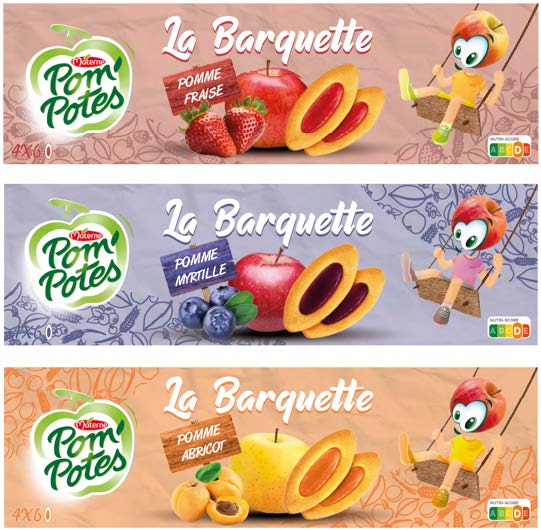 La Barquette
Materne
Pom'
Potes
POMME
FRAISE
4X6
NUTRI-SCORE
A B C D E
La Barquette
Materne
Pom'
Potes
POMME
MYRTILLE
4X6
NUTRI-SCORE
A B C D E
La Barquette
Materne
Pom'
Potes
POMME
ABRICOT
4X6
NUTRI-SCORE
A B C D E